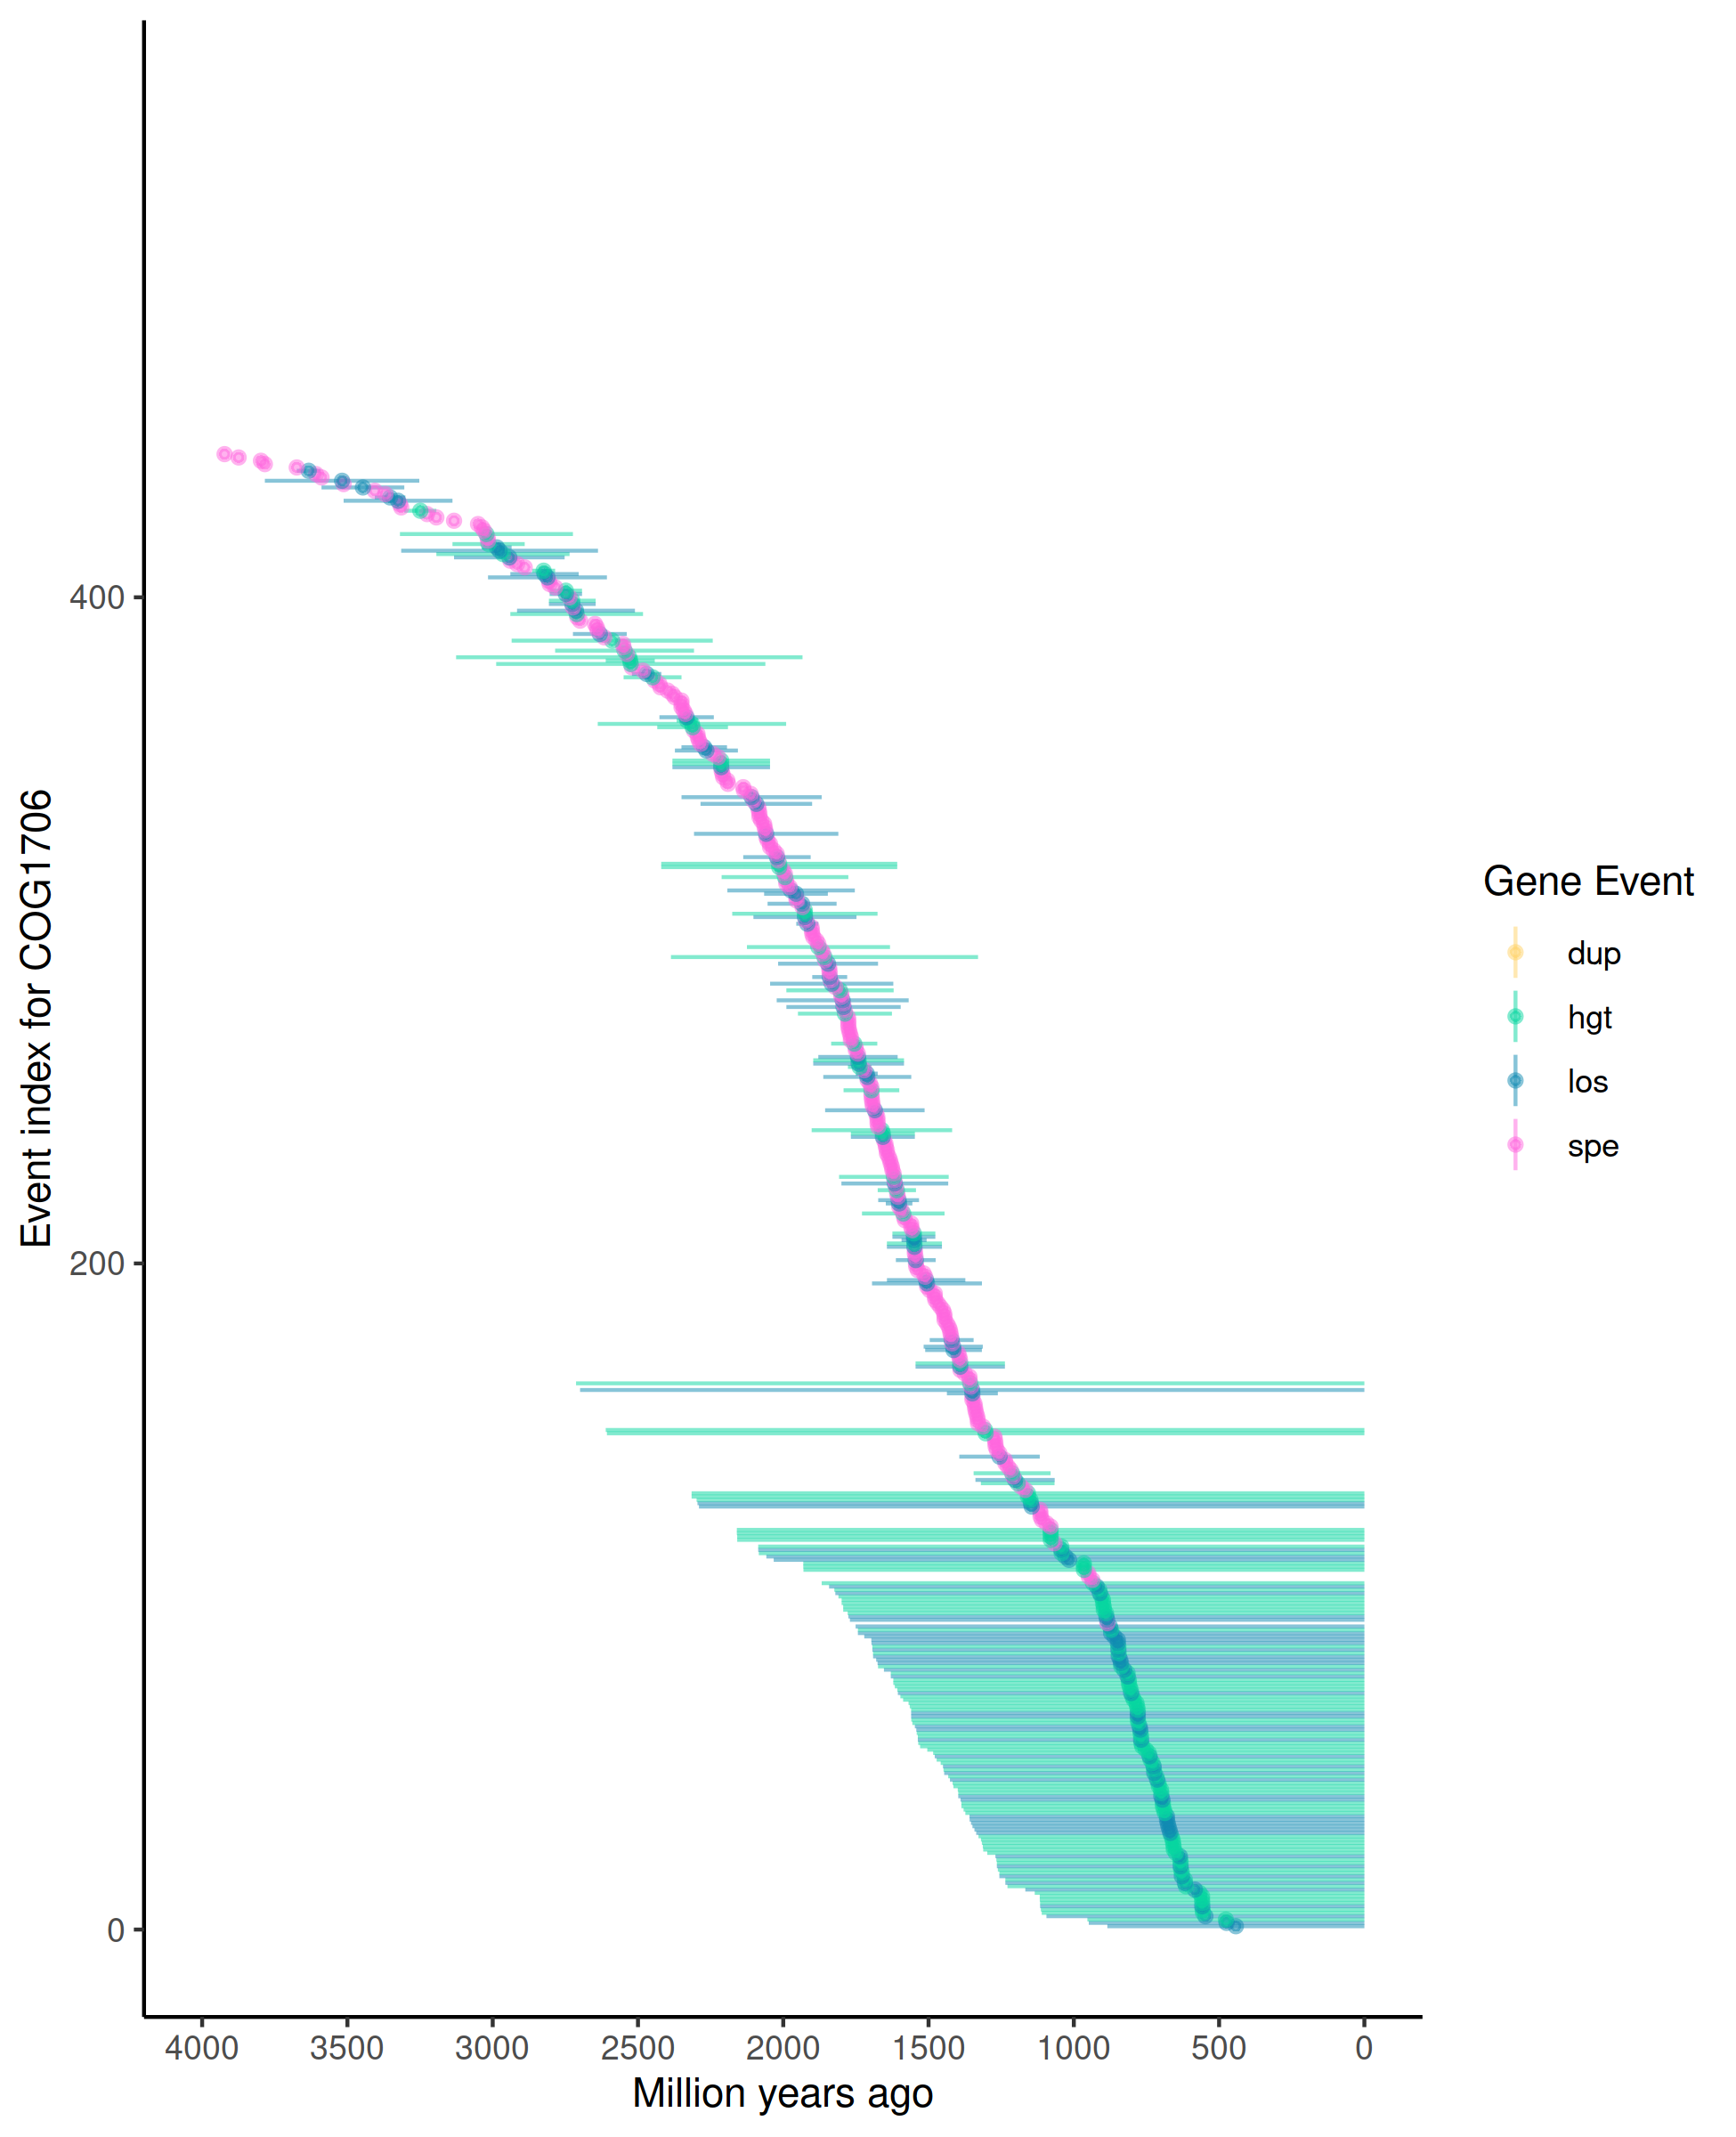 Event index for COG1706
400
200
0
4000 3500 3000 2500 2000 1500 1000 500 0
Million years ago
Gene Event
dup
hgt
los
spe